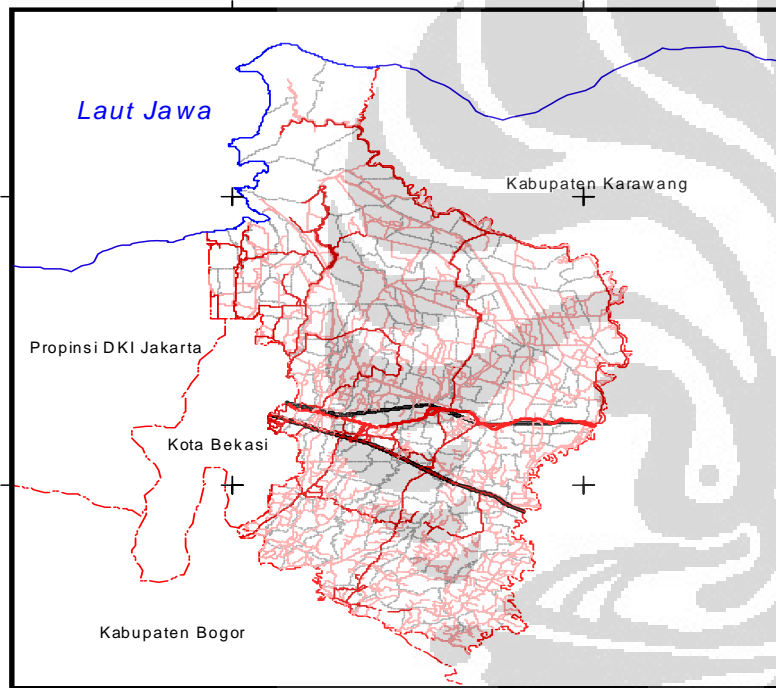 Laut Jawa
Kabupaten Karawang
Propinsi DKI Jakarta
Kota Bekasi
Kabupaten Bogor